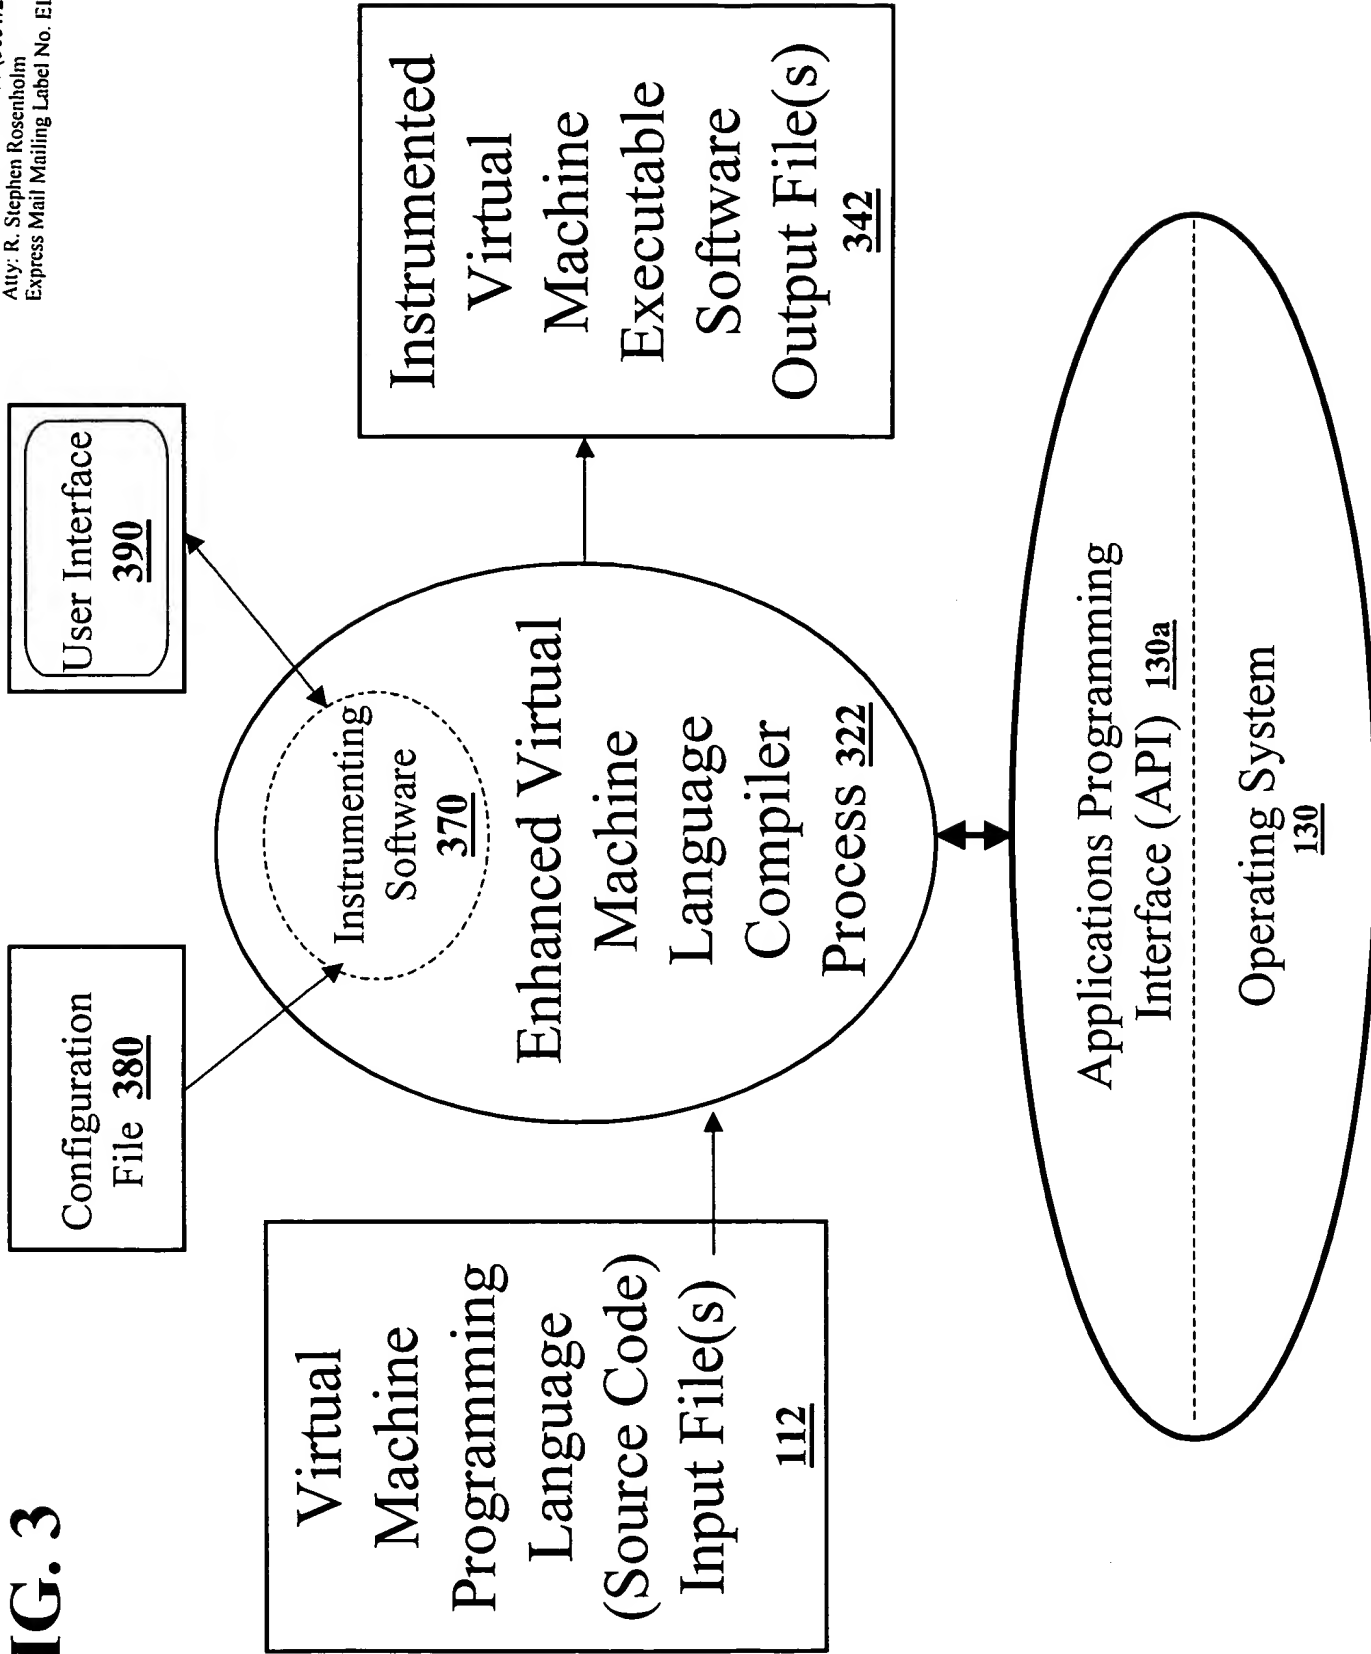 Atty: R. Stephen Rosenholm
Express Mail Mailing Label No. El
IG. 3
Configuration
File 380
User Interface
390
Instrumenting
Software
370
Virtual
Machine
Programming
Language
(Source Code)
Input File(s)
112
Enhanced Virtual
Machine
Language
Compiler
Process 322
Instrumented
Virtual
Machine
Executable
Software
Output File(s)
342
Applications Programming
Interface (API) 130a
Operating System
130